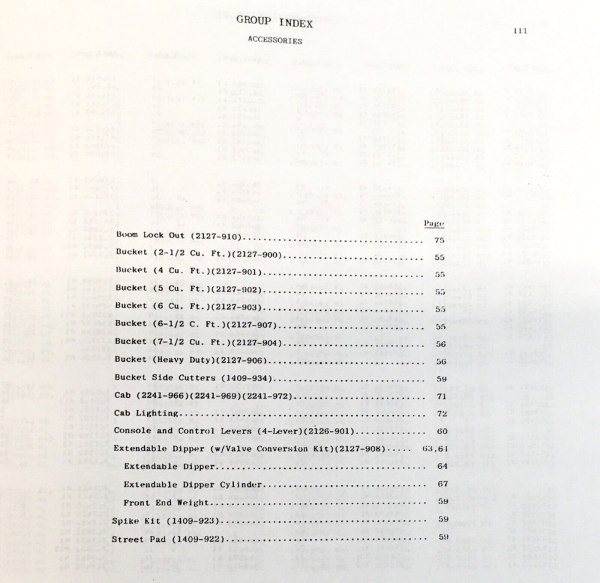 GROUP INDEX
111
ACCESSORIES
Page
Boom Lock Out (2127-910)................................... 75
Bucket (2-1/2 Cu. Ft.)(2127-900)........................... 55
Bucket (4 Cu. Ft.)(2127-901)............................... 55
Bucket (5 Cu. Ft.)(2127-902)............................... 55
Bucket (6 Cu. Ft.)(2127-903)............................... 55
Bucket (6-1/2 C. Ft.)(2127-907)............................ 55
Bucket (7-1/2 Cu. Ft.)(2127-904)........................... 56
Bucket (Heavy Duty)(2127-906).............................. 56
Bucket Side Cutters (1409-934)............................. 59
Cab (2241-966)(2241-969)(2241-972)......................... 71
Cab Lighting............................................... 72
Console and Control Levers (4-Lever)(2126-901)............. 60
Extendable Dipper (w/Valve Conversion Kit)(2127-908)..... 63,61
Extendable Dipper......................................... 64
Extendable Dipper Cylinder................................ 67
Front End Weight.......................................... 59
Spike Kit (1409-923)....................................... 59
Street Pad (1409-922)...................................... 59